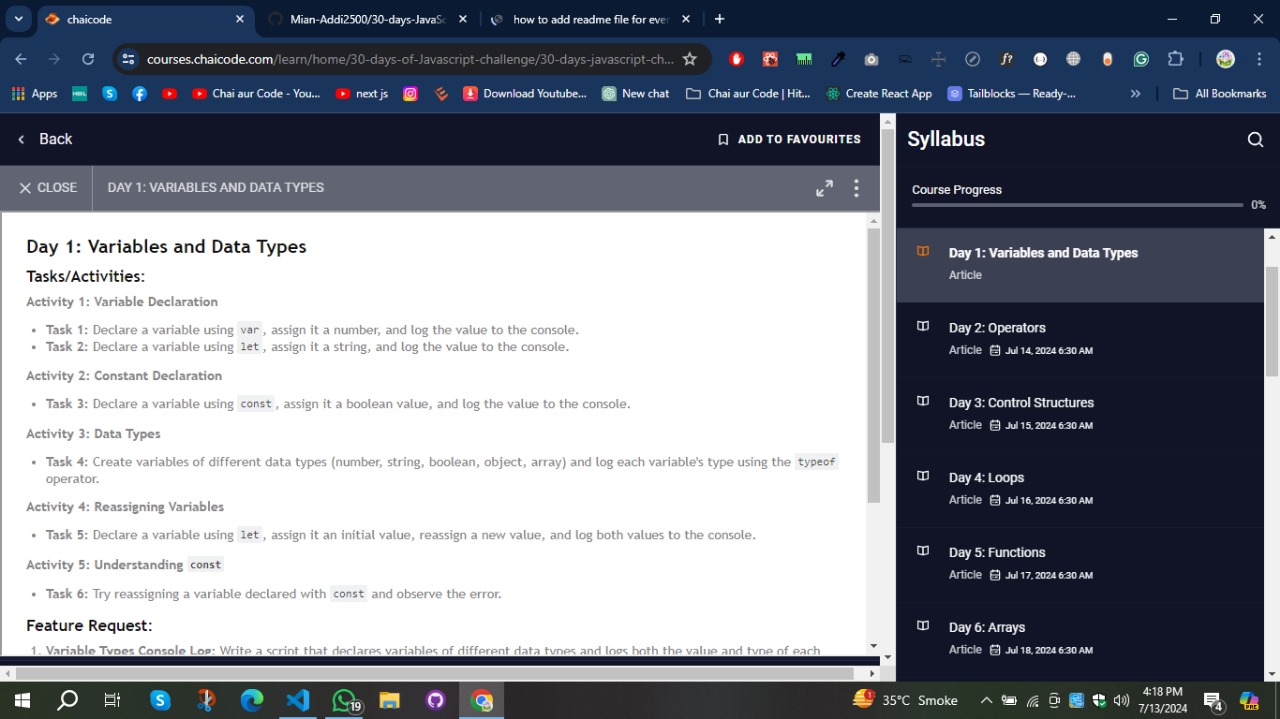 chaicode
Mian-Addi2500/30-days-JavaSc
how to add readme file for ever
courses.chaicode.com/learn/home/30-days-of-Javascript-challenge/30-days-javascript-ch...
Apps
HBL
Chai aur Code - You...
next js
Download Youtube...
New chat
Chai aur Code | Hit...
Create React App
Tailblocks — Ready-...
All Bookmarks
Back
ADD TO FAVOURITES
CLOSE
DAY 1: VARIABLES AND DATA TYPES
Day 1: Variables and Data Types
Tasks/Activities:
Activity 1: Variable Declaration
• Task 1: Declare a variable using var, assign it a number, and log the value to the console.
• Task 2: Declare a variable using let, assign it a string, and log the value to the console.
Activity 2: Constant Declaration
• Task 3: Declare a variable using const, assign it a boolean value, and log the value to the console.
Activity 3: Data Types
• Task 4: Create variables of different data types (number, string, boolean, object, array) and log each variable's type using the typeof
operator.
Activity 4: Reassigning Variables
• Task 5: Declare a variable using let, assign it an initial value, reassign a new value, and log both values to the console.
Activity 5: Understanding const
• Task 6: Try reassigning a variable declared with const and observe the error.
Feature Request:
1. Variable Types Console Log: Write a script that declares variables of different data types and logs both the value and type of each
Syllabus
Course Progress
0%
Day 1: Variables and Data Types
Article
Day 2: Operators
Article Jul 14, 2024 6:30 AM
Day 3: Control Structures
Article Jul 15, 2024 6:30 AM
Day 4: Loops
Article Jul 16, 2024 6:30 AM
Day 5: Functions
Article Jul 17, 2024 6:30 AM
Day 6: Arrays
Article Jul 18, 2024 6:30 AM
19
35°C Smoke
4:18 PM
7/13/2024
4
PRE